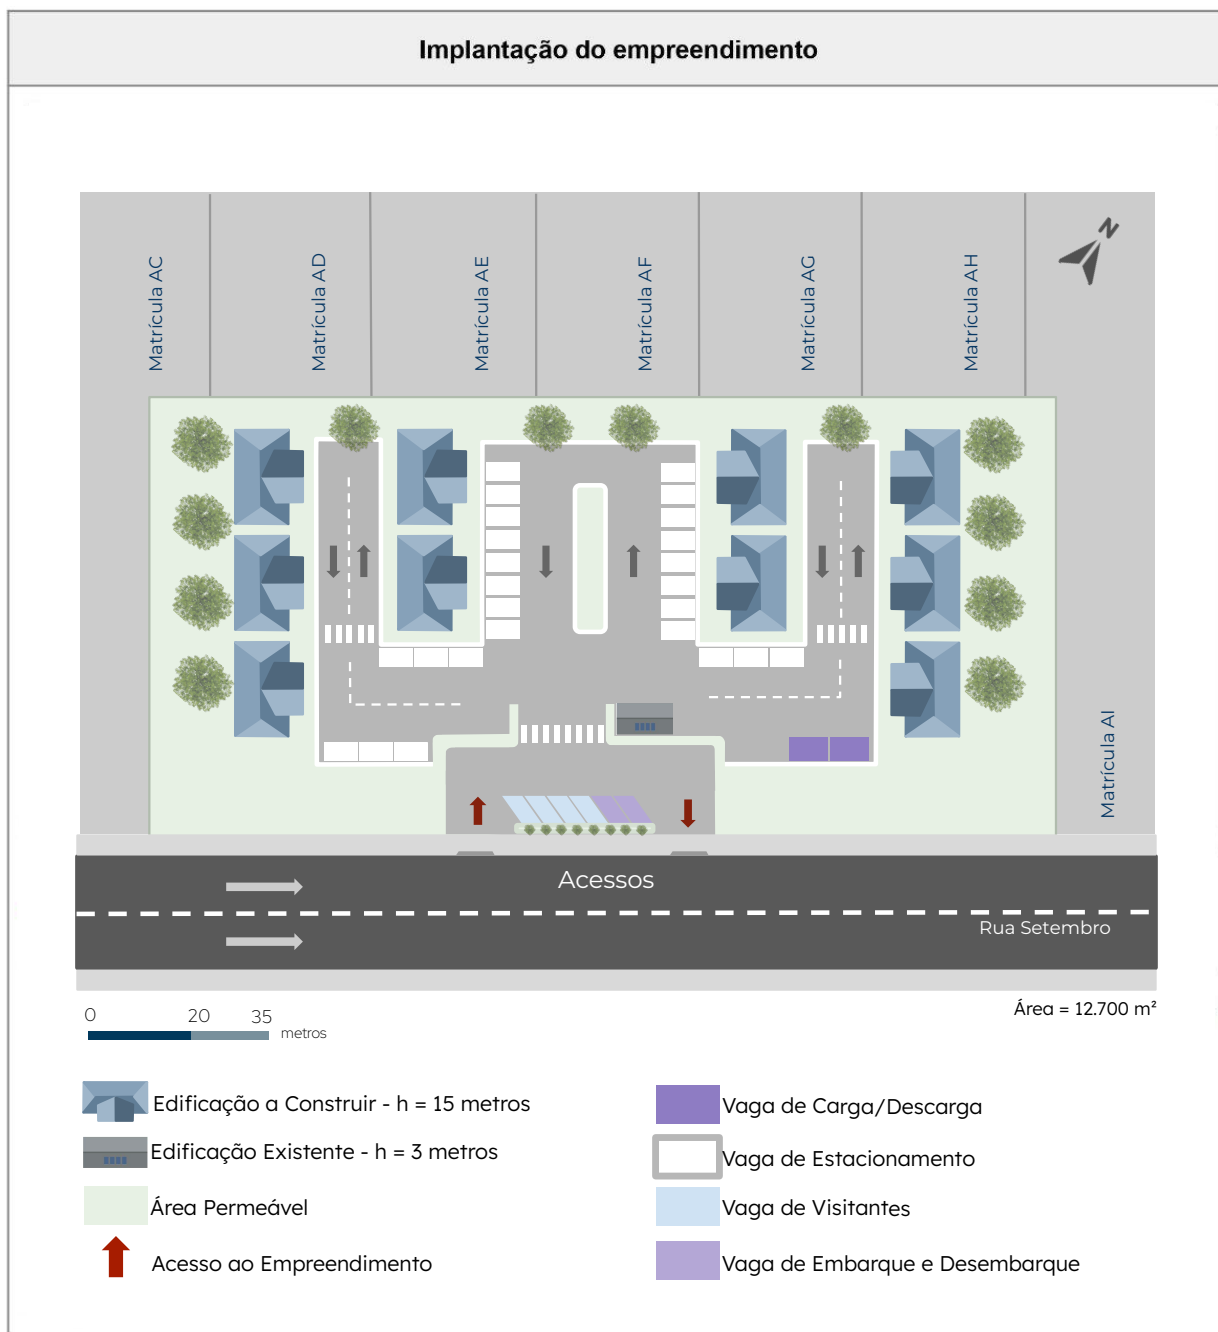 Implantação do empreendimento
N
Matrícula AC
Matrícula AD
Matrícula AE
Matrícula AF
Matrícula AG
Matrícula AH
Matrícula AI
Acessos
Rua Setembro
0 20 35
metros
Área = 12.700 m²
Edificação a Construir - h = 15 metros
Edificação Existente - h = 3 metros
Área Permeável
Acesso ao Empreendimento
Vaga de Carga/Descarga
Vaga de Estacionamento
Vaga de Visitantes
Vaga de Embarque e Desembarque